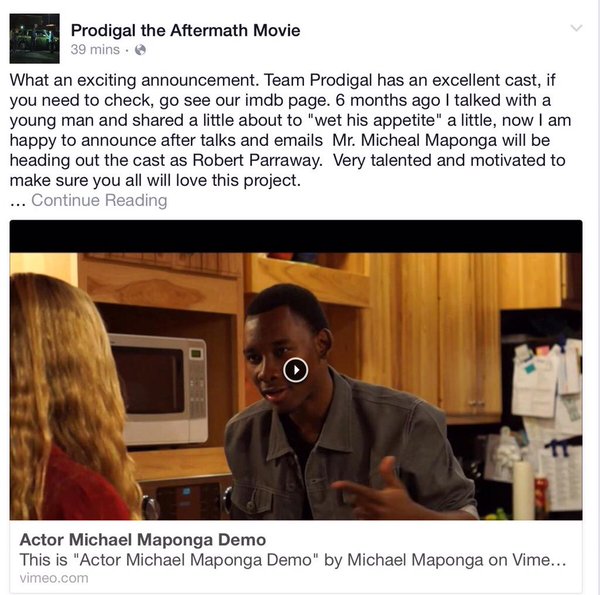 Prodigal the Aftermath Movie
39 mins ·
What an exciting announcement. Team Prodigal has an excellent cast, if
you need to check, go see our imdb page. 6 months ago I talked with a
young man and shared a little about to "wet his appetite" a little, now I am
happy to announce after talks and emails  Mr. Micheal Maponga will be
heading out the cast as Robert Parraway.  Very talented and motivated to
make sure you all will love this project.
... Continue Reading
Actor Michael Maponga Demo
This is "Actor Michael Maponga Demo" by Michael Maponga on Vime...
vimeo.com